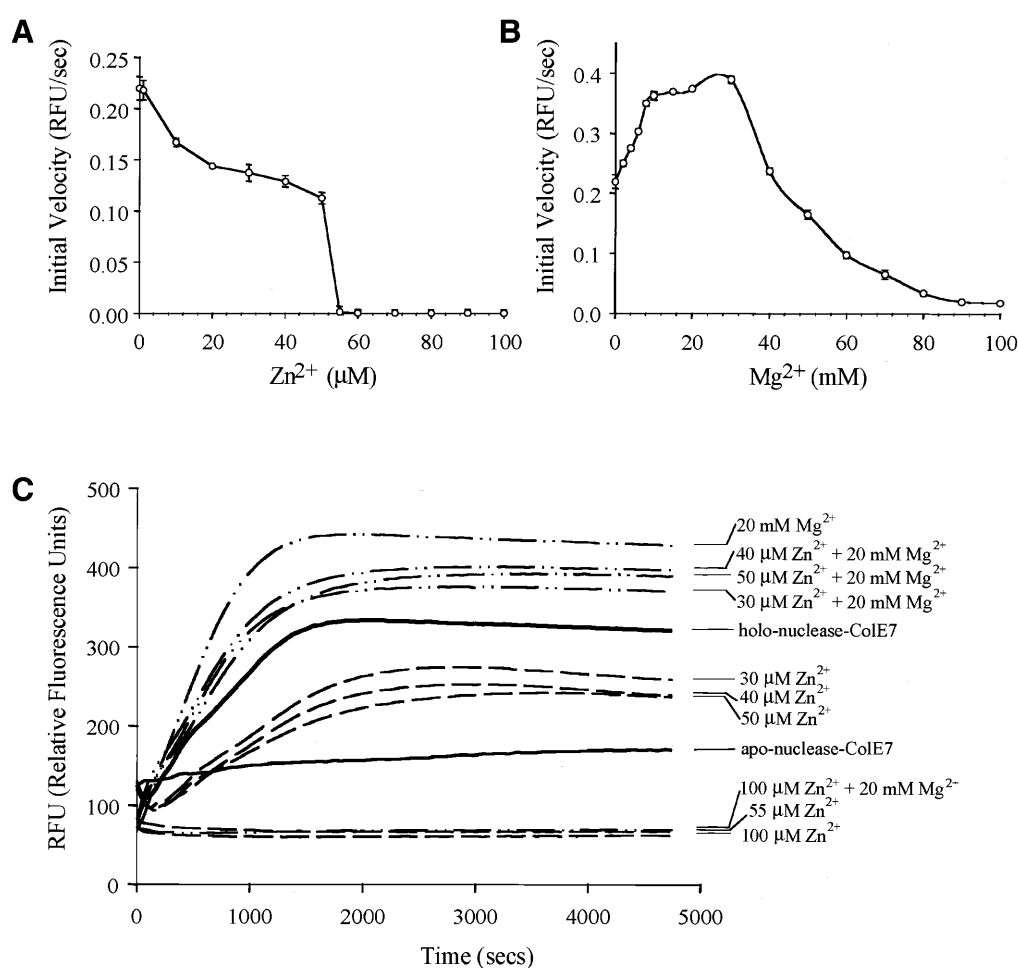 A
B
Initial Velocity (RFU/sec)
0.25
0.20
0.15
0.10
0.05
0.00
0 20 40 60 80 100
Zn2+ (μM)
Initial Velocity (RFU/sec)
0.4
0.3
0.2
0.1
0.0
0 20 40 60 80 100
Mg2+ (mM)
C
RFU (Relative Fluorescence Units)
500
400
300
200
100
0
0 1000 2000 3000 4000 5000
Time (secs)
20 mM Mg2+
40 μM Zn2+ + 20 mM Mg2+
50 μM Zn2+ + 20 mM Mg2+
30 μM Zn2+ + 20 mM Mg2+
holo-nuclease-ColE7
30 μM Zn2+
40 μM Zn2+
50 μM Zn2+
apo-nuclease-ColE7
100 μM Zn2+ + 20 mM Mg2+
55 μM Zn2+
100 μM Zn2+